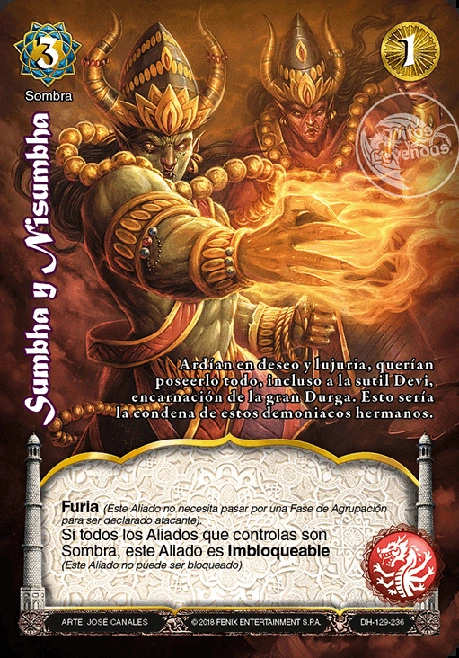 3
1
Sombra
Mitos y Leyendas
Sumbha y Nisumbha
Ardían en deseo y lujuria, querían
poseerlo todo, incluso a la sutil Devi,
encarnación de la gran Durga. Esto sería
la condena de estos demoniacos hermanos.
Furia (Este Aliado no necesita pasar por una Fase de Agrupación
para ser declarado atacante).
Si todos los Aliados que controlas son
Sombra, este Aliado es Imbloqueable
(Este Aliado no puede ser bloqueado)
ARTE JOSÉ CANALES
©2018 FENIX ENTERTAINMENT S.P.A.
DH-129-236